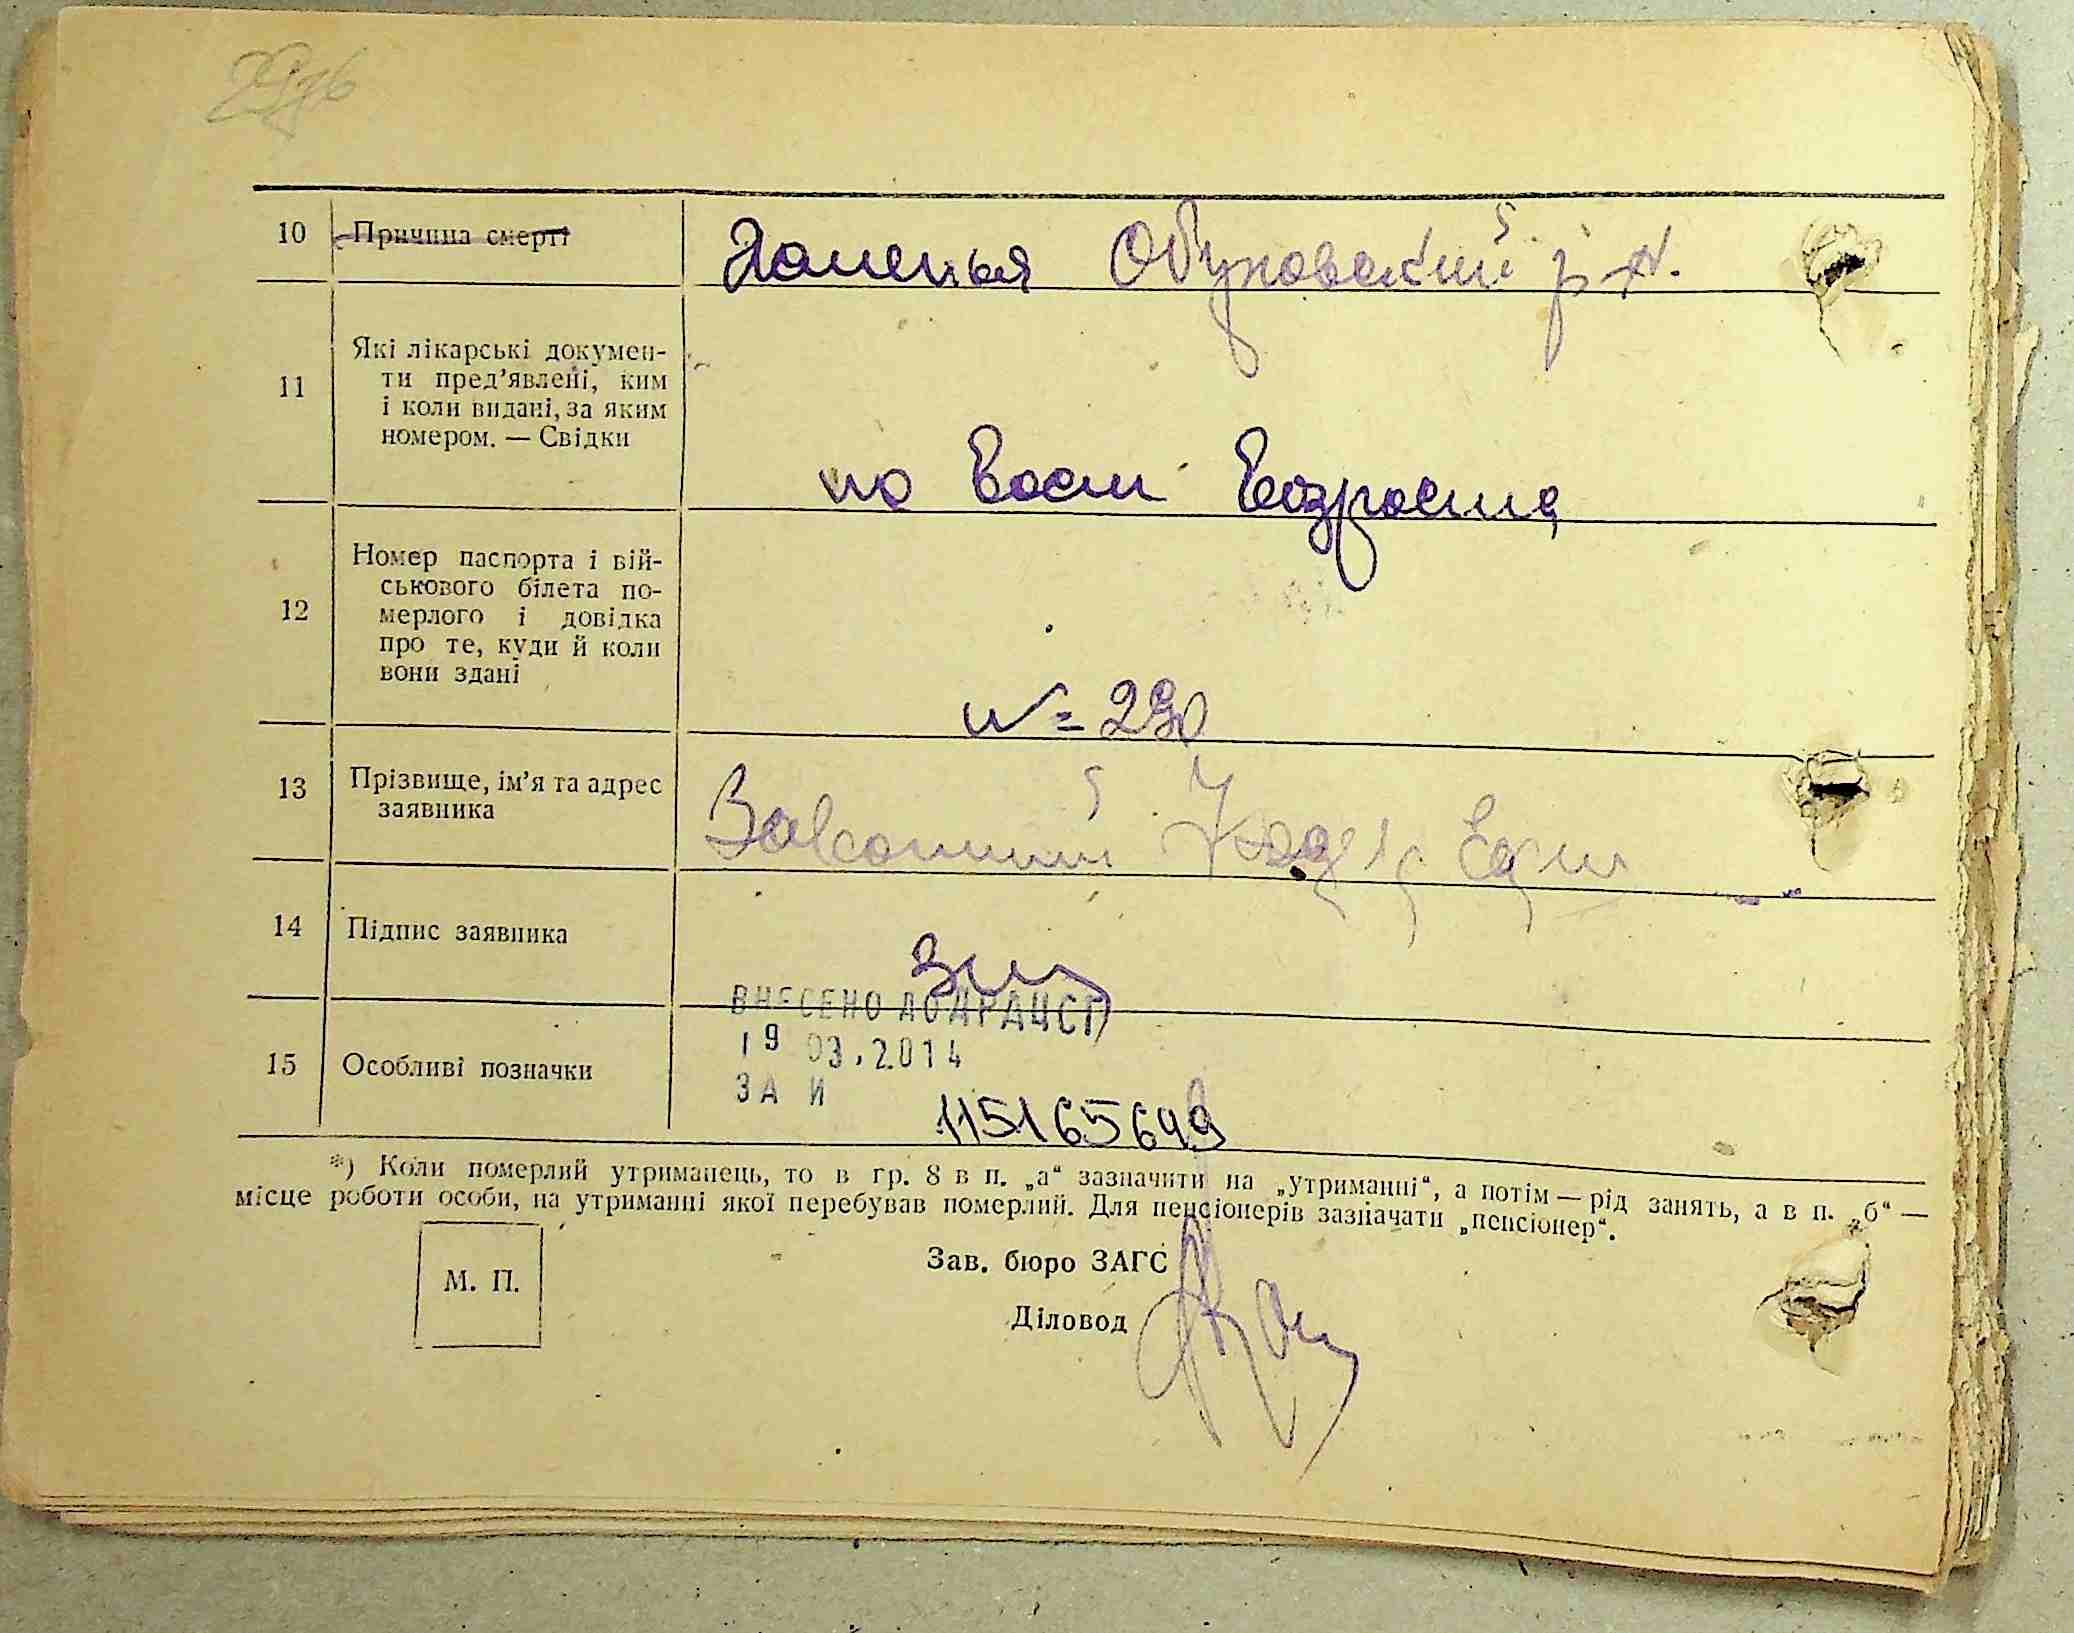 10 Причина смерті Обуховский р-н.
11 Які лікарські докумен-
ти пред'явлені, ким
і коли видані, за яким
номером. — Свідки
по возрасту
12 Номер паспорта і вій-
ськового білета по-
мерлого і довідка
про те, куди й коли
вони здані
N = 290
13 Прізвище, ім'я та адрес
заявника
14 Підпис заявника
ВНЕСЕНО ДО ДРАЦСГ
19 03.2014
15 Особливі позначки
ЗА И
115165649
*) Коли померлий утриманець, то в гр. 8 в п. „а“ зазначити на „утриманні“, а потім — рід занять, а в п. „б“ —
місце роботи особи, на утриманні якої перебував померлий. Для пенсіонерів зазначати „пенсіонер“.
М. П.
Зав. бюро ЗАГС
Діловод